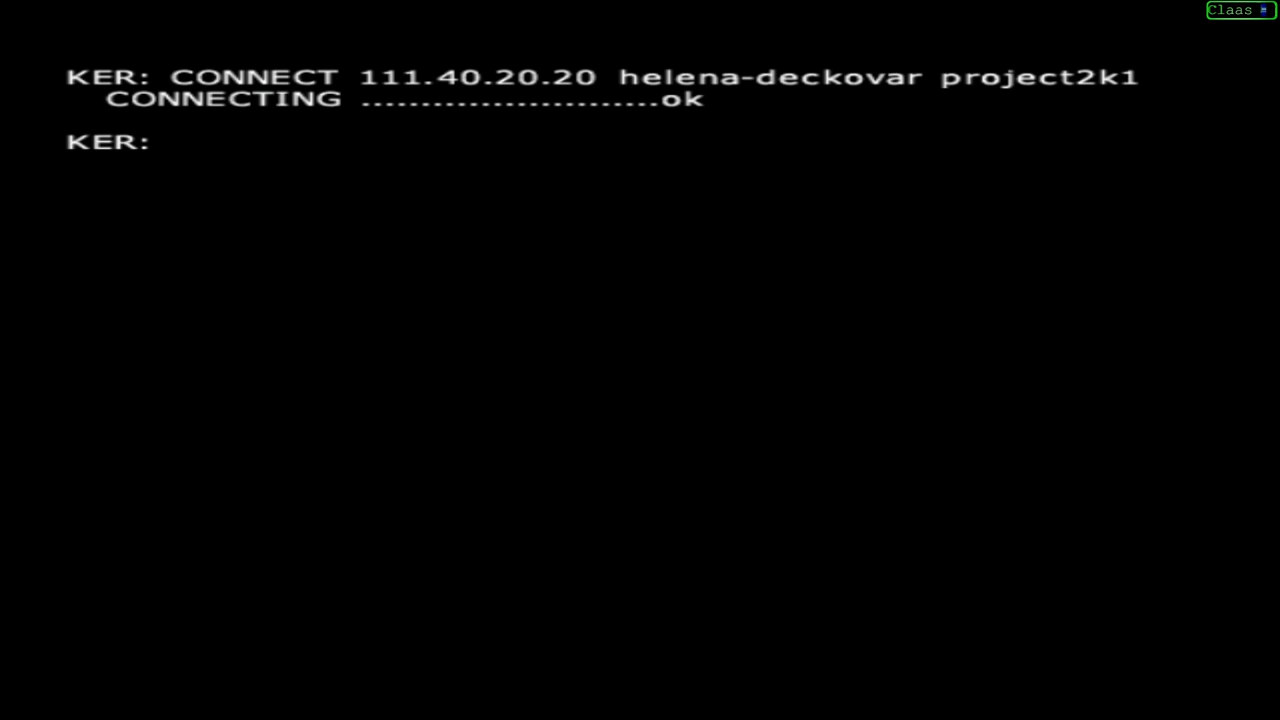 Claas
KER: CONNECT 111.40.20.20 helena-deckovar project2k1
CONNECTING .........................ok
KER: